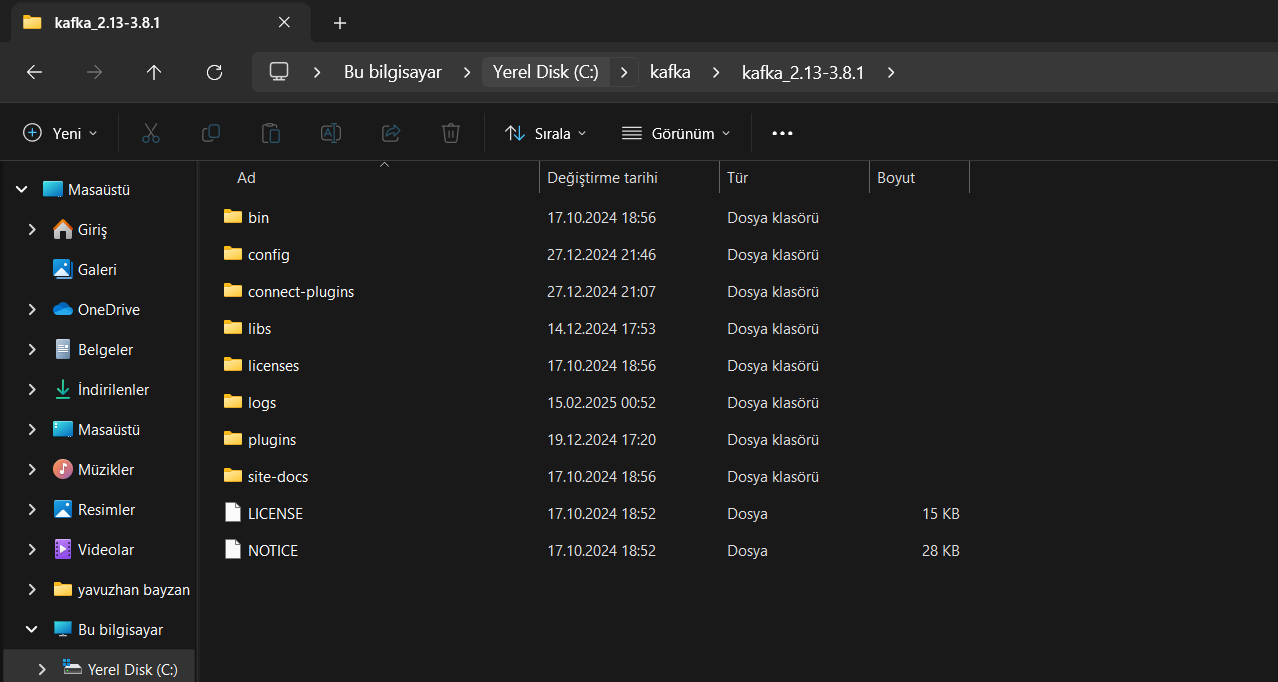 kafka_2.13-3.8.1
Bu bilgisayar > Yerel Disk (C:) > kafka > kafka_2.13-3.8.1 >
Yeni Sırala Görünüm
Masaüstü
Giriş
Galeri
OneDrive
Belgeler
İndirilenler
Masaüstü
Müzikler
Resimler
Videolar
yavuzhan bayzan
Bu bilgisayar
Yerel Disk (C:)
Ad Değiştirme tarihi Tür Boyut
bin 17.10.2024 18:56 Dosya klasörü
config 27.12.2024 21:46 Dosya klasörü
connect-plugins 27.12.2024 21:07 Dosya klasörü
libs 14.12.2024 17:53 Dosya klasörü
licenses 17.10.2024 18:56 Dosya klasörü
logs 15.02.2025 00:52 Dosya klasörü
plugins 19.12.2024 17:20 Dosya klasörü
site-docs 17.10.2024 18:56 Dosya klasörü
LICENSE 17.10.2024 18:52 Dosya 15 KB
NOTICE 17.10.2024 18:52 Dosya 28 KB